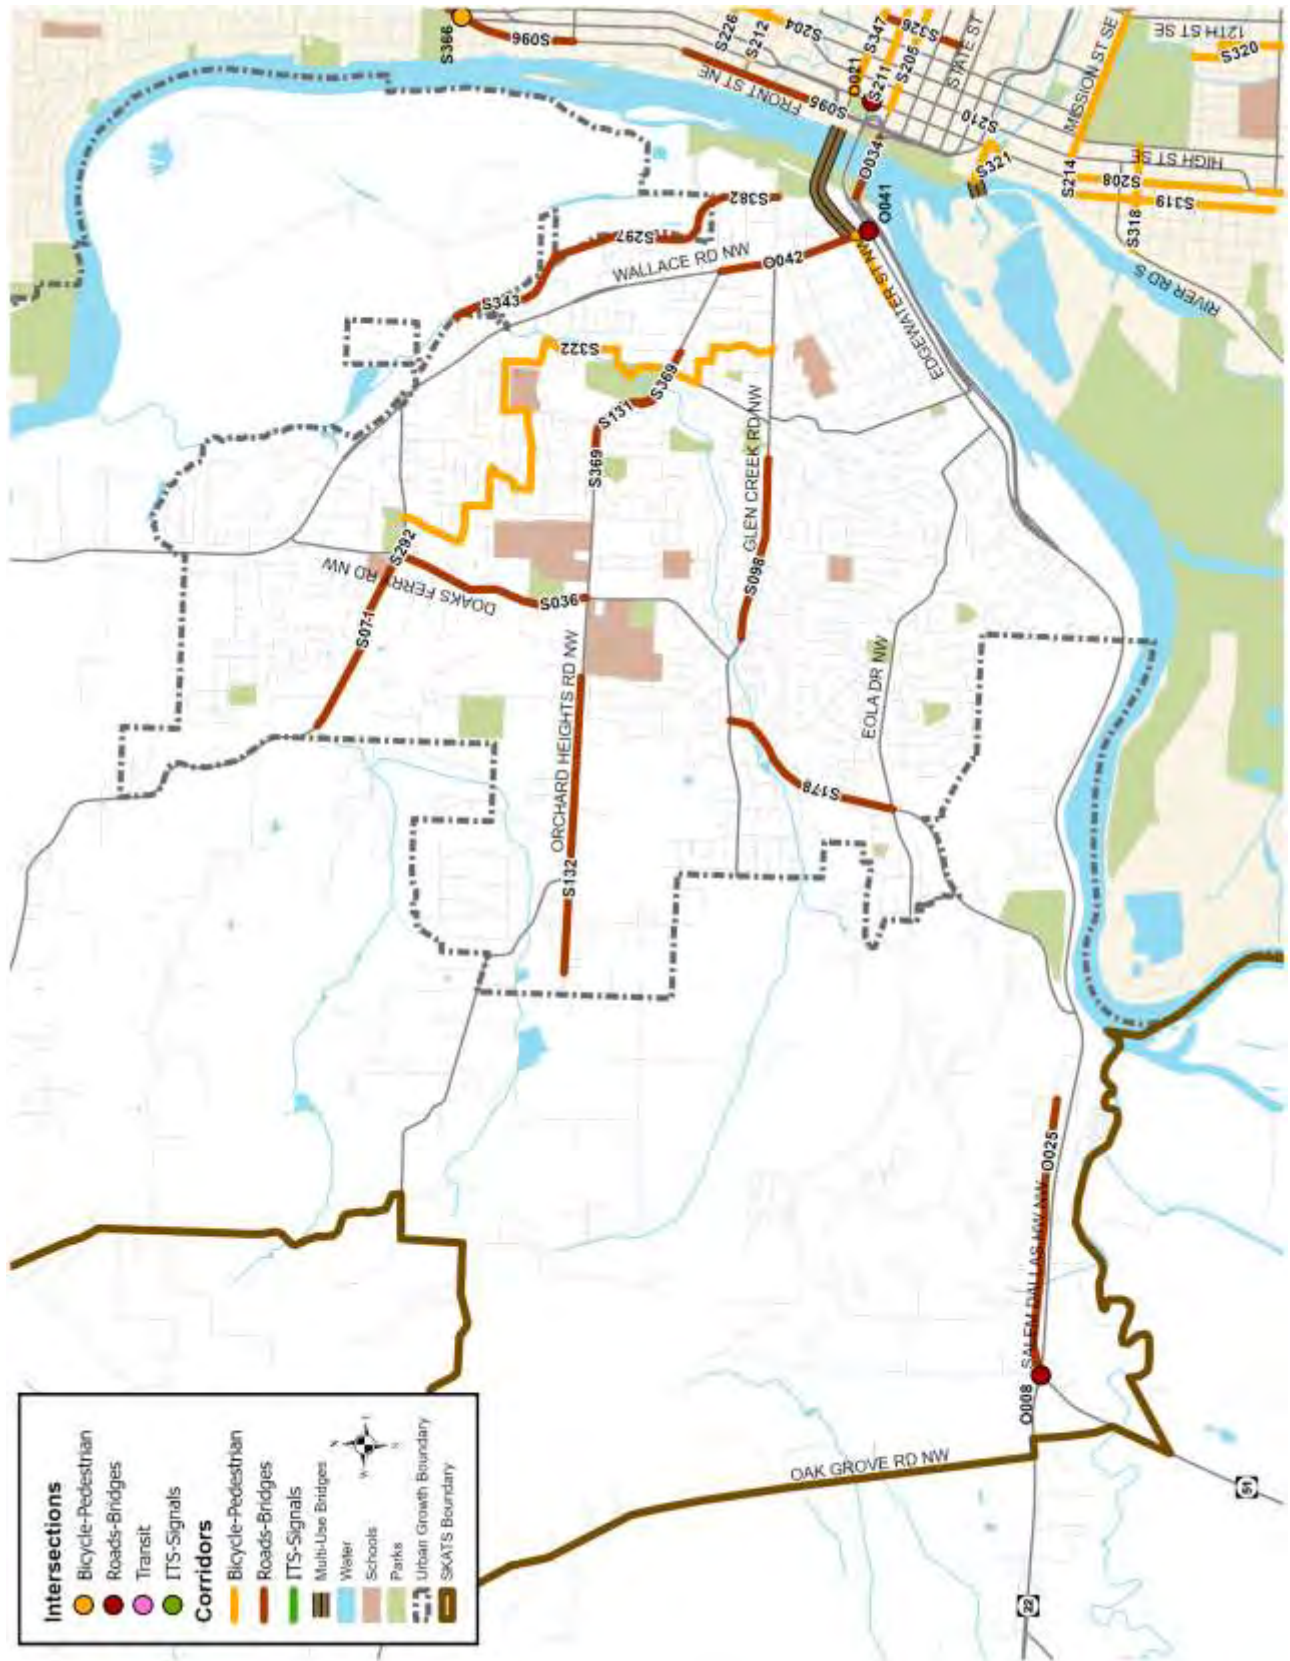 Intersections
Bicycle-Pedestrian
Roads-Bridges
Transit
ITS-Signals
Corridors
Bicycle-Pedestrian
Roads-Bridges
ITS-Signals
Multi-Use Bridges
Water
Schools
Parks
Urban Growth Boundary
SKATS Boundary
N
W
S366
S096
S226
S212
S204
S347
S326
S205
STATE ST
MISSION ST SE
12TH ST SE
S320
FRONT ST NE
S095
O021
S211
S210
HIGH ST SE
O034
S321
S214
S208
S319
S318
RIVER RD S
O041
S382
S297
WALLACE RD NW
O042
EDGEWATER ST NW
S343
S322
S369
S131
S369
GLEN CREEK RD NW
S098
S292
DOAKS FERRY RD NW
S036
S071
ORCHARD HEIGHTS RD NW
S132
EOLA DR NW
S178
O025
SALEM DALLAS HW NW
O008
OAK GROVE RD NW
22
51